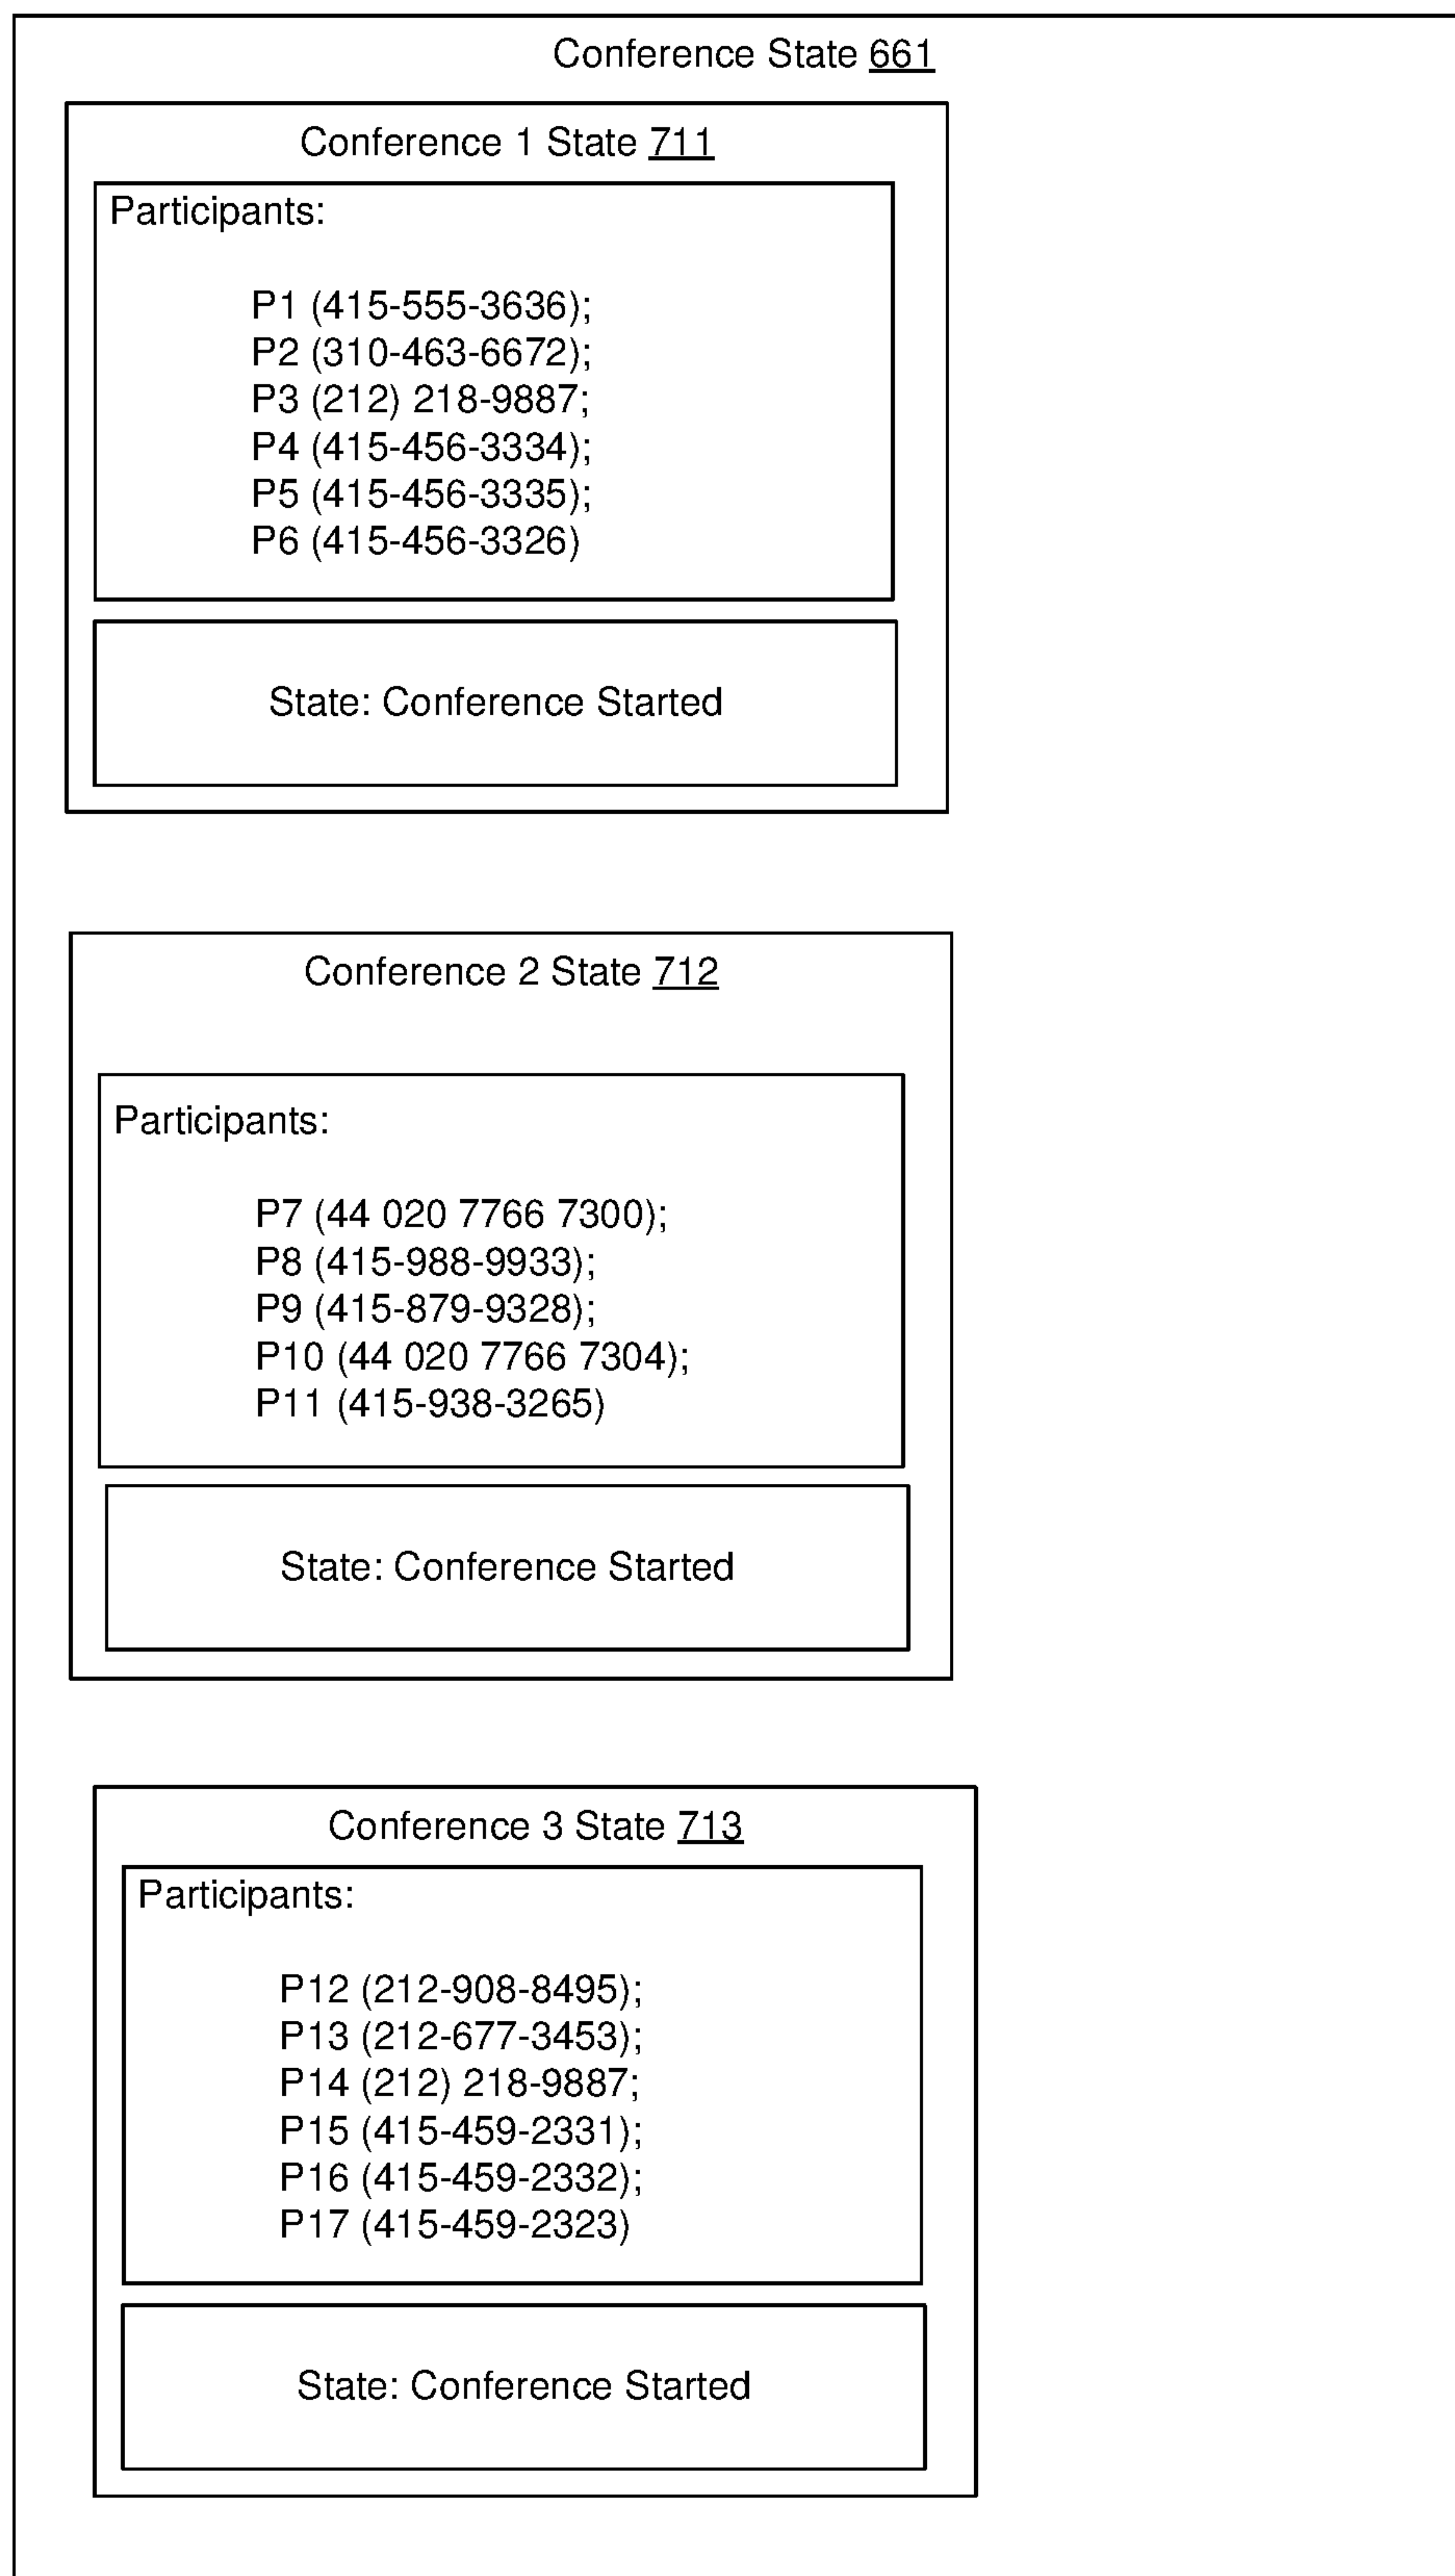 Conference State 661
Conference 1 State 711
Participants:
P1 (415-555-3636);
P2 (310-463-6672);
P3 (212) 218-9887;
P4 (415-456-3334);
P5 (415-456-3335);
P6 (415-456-3326)
State: Conference Started
Conference 2 State 712
Participants:
P7 (44 020 7766 7300);
P8 (415-988-9933);
P9 (415-879-9328);
P10 (44 020 7766 7304);
P11 (415-938-3265)
State: Conference Started
Conference 3 State 713
Participants:
P12 (212-908-8495);
P13 (212-677-3453);
P14 (212) 218-9887;
P15 (415-459-2331);
P16 (415-459-2332);
P17 (415-459-2323)
State: Conference Started